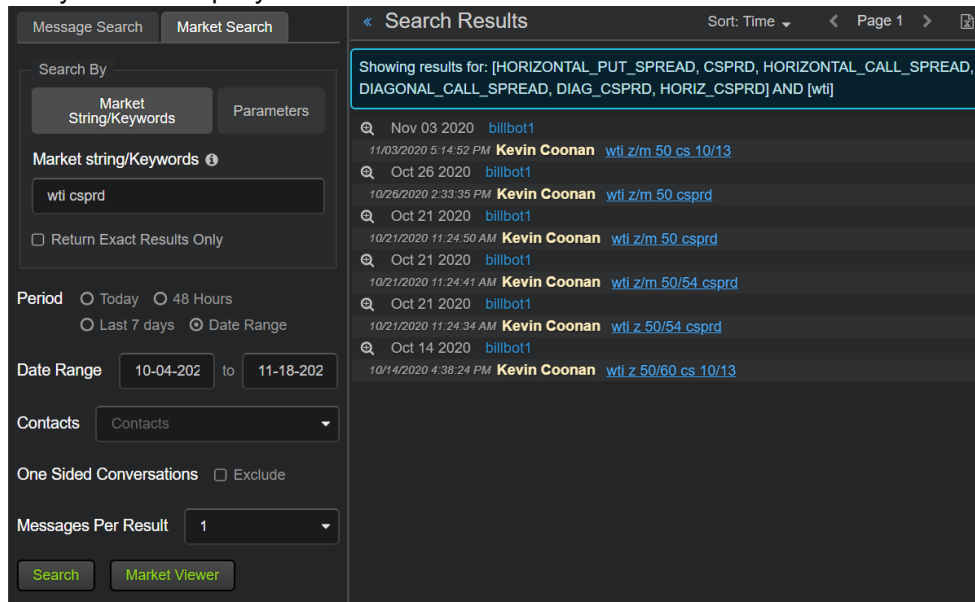 Message Search
Market Search
Search By
Market
String/Keywords
Parameters
Market string/Keywords
wti csprd
Return Exact Results Only
Period
Today
48 Hours
Last 7 days
Date Range
Date Range
10-04-202
to
11-18-202
Contacts
Contacts
One Sided Conversations
Exclude
Messages Per Result
1
Search
Market Viewer
« Search Results
Sort: Time
Page 1
Showing results for: [HORIZONTAL_PUT_SPREAD, CSPRD, HORIZONTAL_CALL_SPREAD,
DIAGONAL_CALL_SPREAD, DIAG_CSPRD, HORIZ_CSPRD] AND [wti]
Nov 03 2020 billbot1
11/03/2020 5:14:52 PM Kevin Coonan wti z/m 50 cs 10/13
Oct 26 2020 billbot1
10/26/2020 2:33:35 PM Kevin Coonan wti z/m 50 csprd
Oct 21 2020 billbot1
10/21/2020 11:24:50 AM Kevin Coonan wti z/m 50 csprd
Oct 21 2020 billbot1
10/21/2020 11:24:41 AM Kevin Coonan wti z/m 50/54 csprd
Oct 21 2020 billbot1
10/21/2020 11:24:34 AM Kevin Coonan wti z 50/54 csprd
Oct 14 2020 billbot1
10/14/2020 4:38:24 PM Kevin Coonan wti z 50/60 cs 10/13